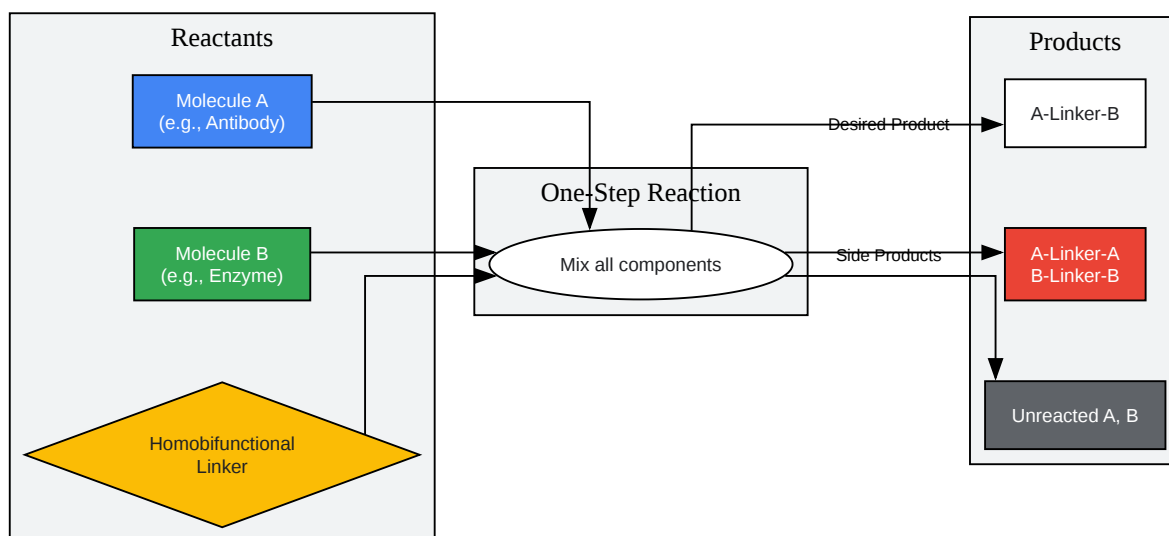 Reactants
Molecule A
(e.g., Antibody)
Molecule B
(e.g., Enzyme)
Homobifunctional
Linker
One-Step Reaction
Mix all components
Desired Product
Side Products
Products
A-Linker-B
A-Linker-A
B-Linker-B
Unreacted A, B